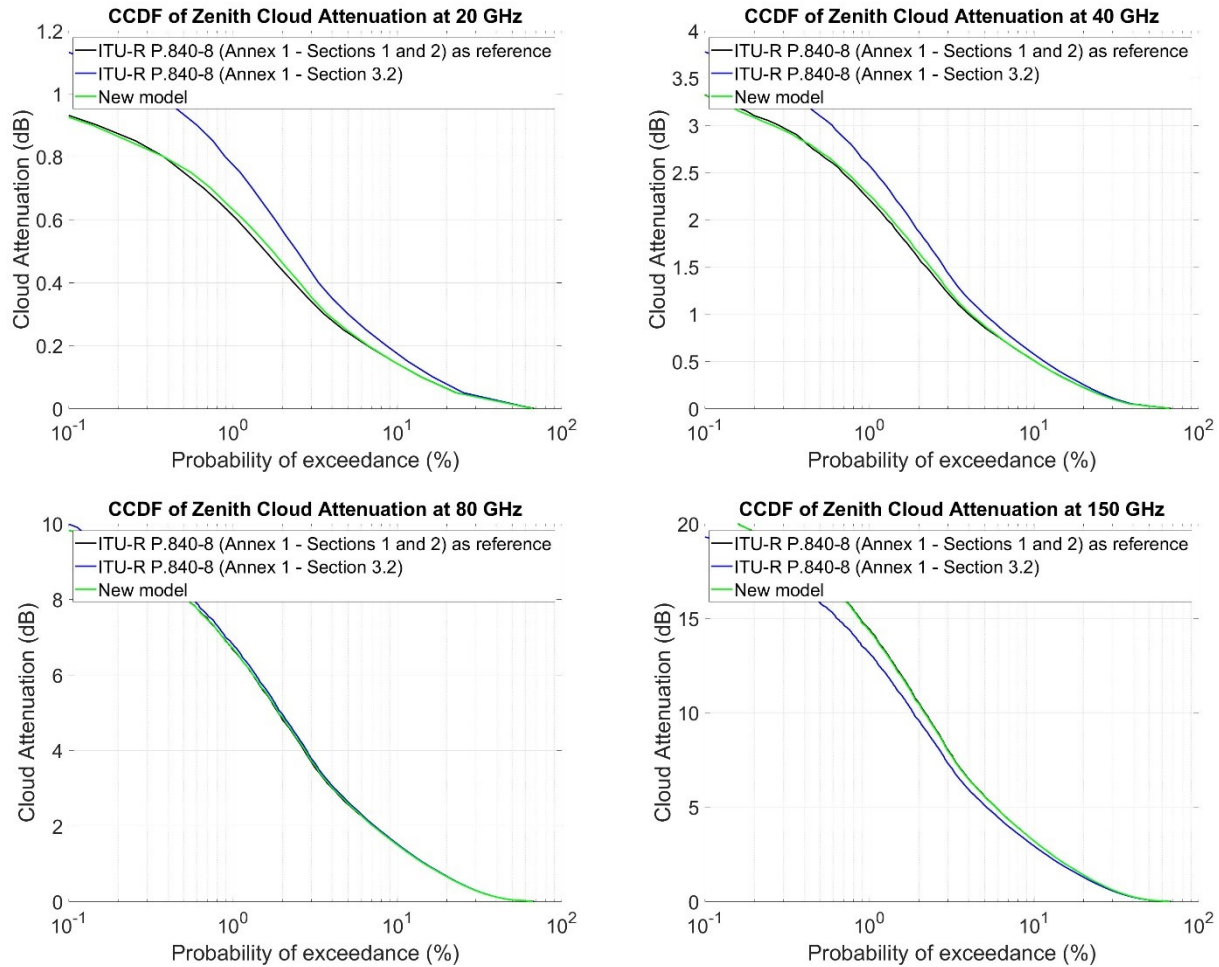 CCDF of Zenith Cloud Attenuation at 20 GHz
1.2
1
0.8
0.6
0.4
0.2
0
Cloud Attenuation (dB)
ITU-R P.840-8 (Annex 1 - Sections 1 and 2) as reference
ITU-R P.840-8 (Annex 1 - Section 3.2)
New model
10^-1
10^0
10^1
10^2
Probability of exceedance (%)
CCDF of Zenith Cloud Attenuation at 40 GHz
4
3.5
3
2.5
2
1.5
1
0.5
0
Cloud Attenuation (dB)
ITU-R P.840-8 (Annex 1 - Sections 1 and 2) as reference
ITU-R P.840-8 (Annex 1 - Section 3.2)
New model
10^-1
10^0
10^1
10^2
Probability of exceedance (%)
CCDF of Zenith Cloud Attenuation at 80 GHz
10
8
6
4
2
0
Cloud Attenuation (dB)
ITU-R P.840-8 (Annex 1 - Sections 1 and 2) as reference
ITU-R P.840-8 (Annex 1 - Section 3.2)
New model
10^-1
10^0
10^1
10^2
Probability of exceedance (%)
CCDF of Zenith Cloud Attenuation at 150 GHz
20
15
10
5
0
Cloud Attenuation (dB)
ITU-R P.840-8 (Annex 1 - Sections 1 and 2) as reference
ITU-R P.840-8 (Annex 1 - Section 3.2)
New model
10^-1
10^0
10^1
10^2
Probability of exceedance (%)